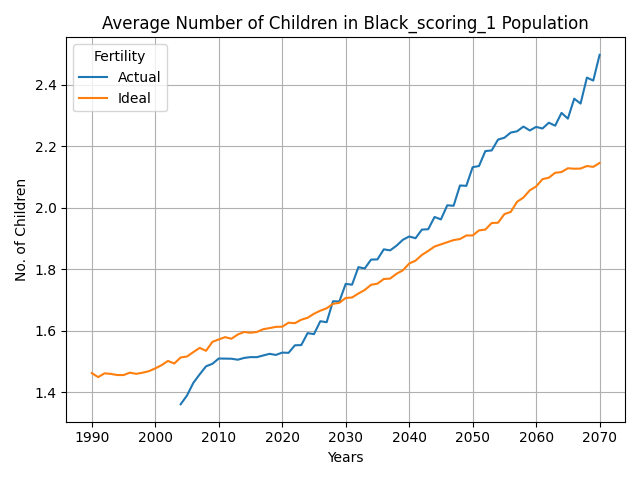 Average Number of Children in Black_scoring_1 Population
Fertility
Actual
Ideal
No. of Children
2.4
2.2
2.0
1.8
1.6
1.4
1990 2000 2010 2020 2030 2040 2050 2060 2070
Years